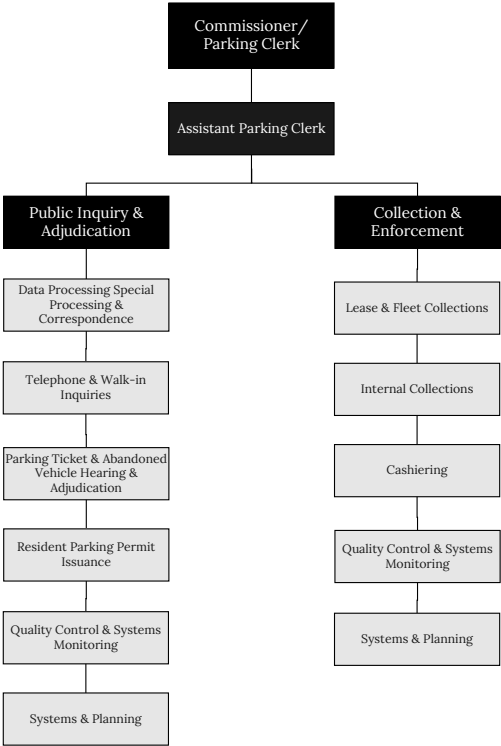 Commissioner/
Parking Clerk
Assistant Parking Clerk
Public Inquiry &
Adjudication
Collection &
Enforcement
Data Processing Special
Processing &
Correspondence
Telephone & Walk-in
Inquiries
Parking Ticket & Abandoned
Vehicle Hearing &
Adjudication
Resident Parking Permit
Issuance
Quality Control & Systems
Monitoring
Systems & Planning
Lease & Fleet Collections
Internal Collections
Cashiering
Quality Control & Systems
Monitoring
Systems & Planning